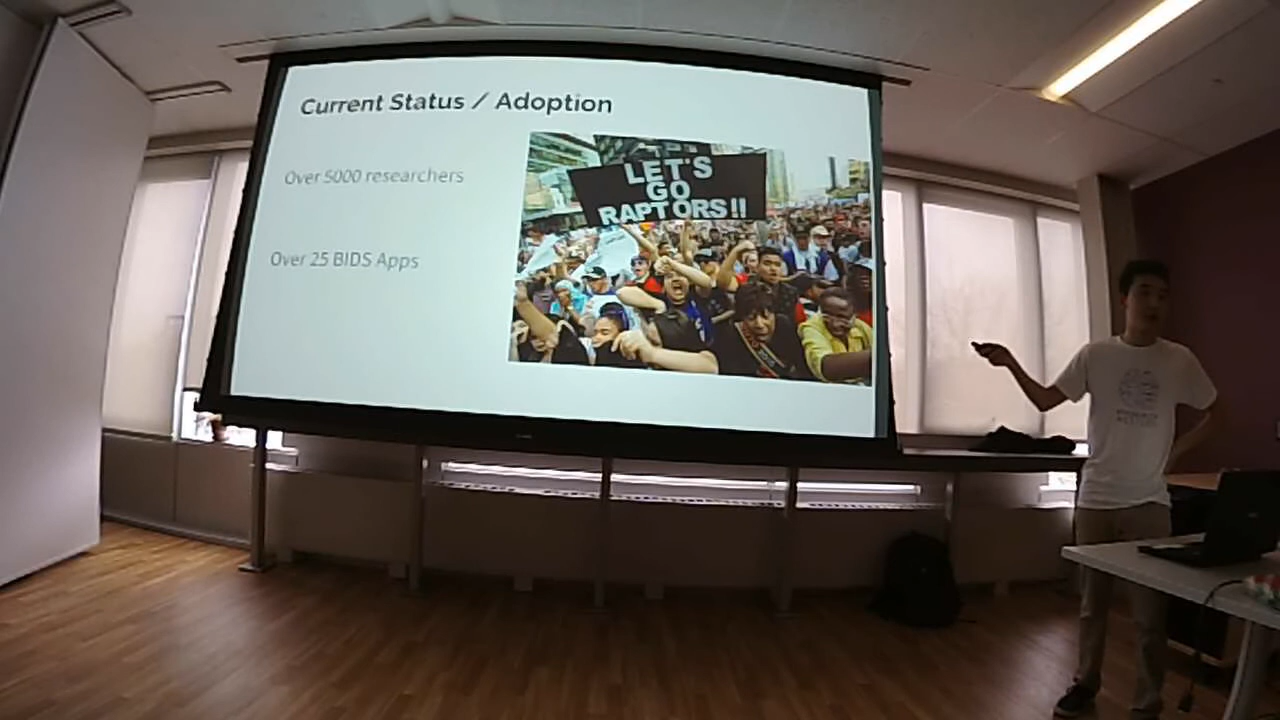 Current Status / Adoption
Over 5000 researchers
Over 25 BIDS Apps
LET'S
GO
RAPTORS!!